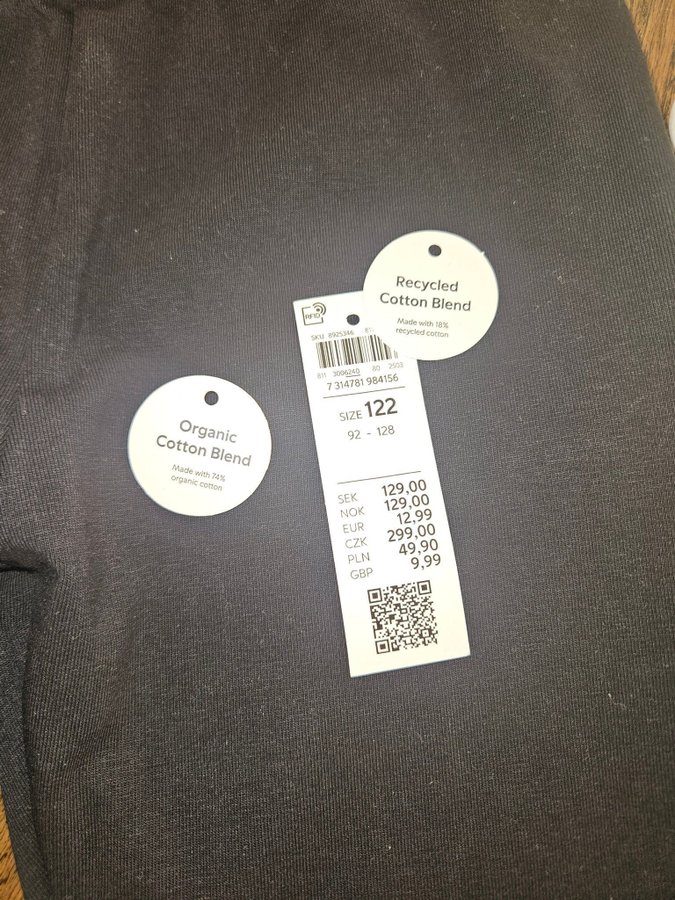 Recycled
Cotton Blend
Made with 18%
recycled cotton
RFID
SKU 8925346
811 3006240 80 2503
7 314781 984156
SIZE 122
92 - 128
SEK 129,00
NOK 129,00
EUR 12,99
CZK 299,00
PLN 49,90
GBP 9,99
Organic
Cotton Blend
Made with 74%
organic cotton